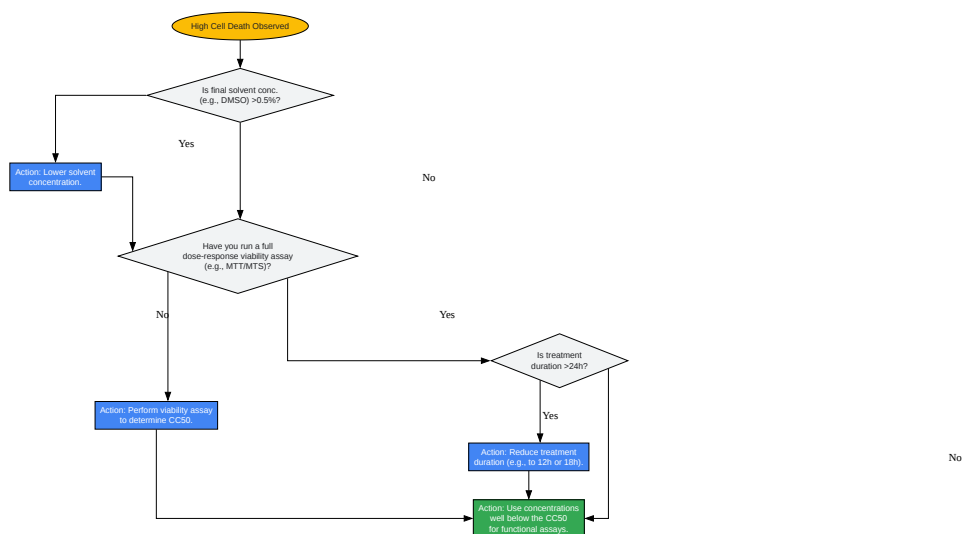 High Cell Death Observed
Is final solvent conc.
(e.g., DMSO) >0.5%?
Yes
No
Action: Lower solvent
concentration.
Have you run a full
dose-response viability assay
(e.g., MTT/MTS)?
No
Yes
Is treatment
duration >24h?
Action: Perform viability assay
to determine CC50.
Yes
Action: Reduce treatment
duration (e.g., to 12h or 18h).
No
Action: Use concentrations
well below the CC50
for functional assays.